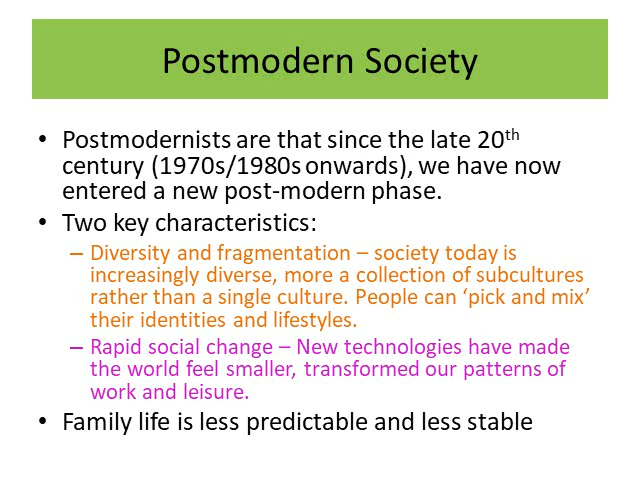 Postmodern Society
• Postmodernists are that since the late 20th
century (1970s/1980s onwards), we have now
entered a new post-modern phase.
• Two key characteristics:
– Diversity and fragmentation – society today is
increasingly diverse, more a collection of subcultures
rather than a single culture. People can ‘pick and mix’
their identities and lifestyles.
– Rapid social change – New technologies have made
the world feel smaller, transformed our patterns of
work and leisure.
• Family life is less predictable and less stable